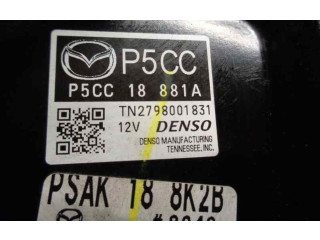 P5CC
P5CC 18 881A
TN2798001831
12V DENSO
DENSO MANUFACTURING
TENNESSEE, INC.
PSAK 18 8K2B